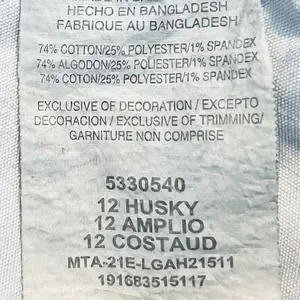 HECHO EN BANGLADESH
FABRIQUE AU BANGLADESH
74% COTTON/25% POLYESTER/1% SPANDEX
74% ALGODON/25% POLYESTER/1% SPANDEX
74% COTON/25% POLYESTER/1% SPANDEX
EXCLUSIVE OF DECORATION / EXCEPTO
DECORACION / EXCLUSIVE OF TRIMMING/
GARNITURE NON COMPRISE
5330540
12 HUSKY
12 AMPLIO
12 COSTAUD
MTA-21E-LGAH21511
191683515117